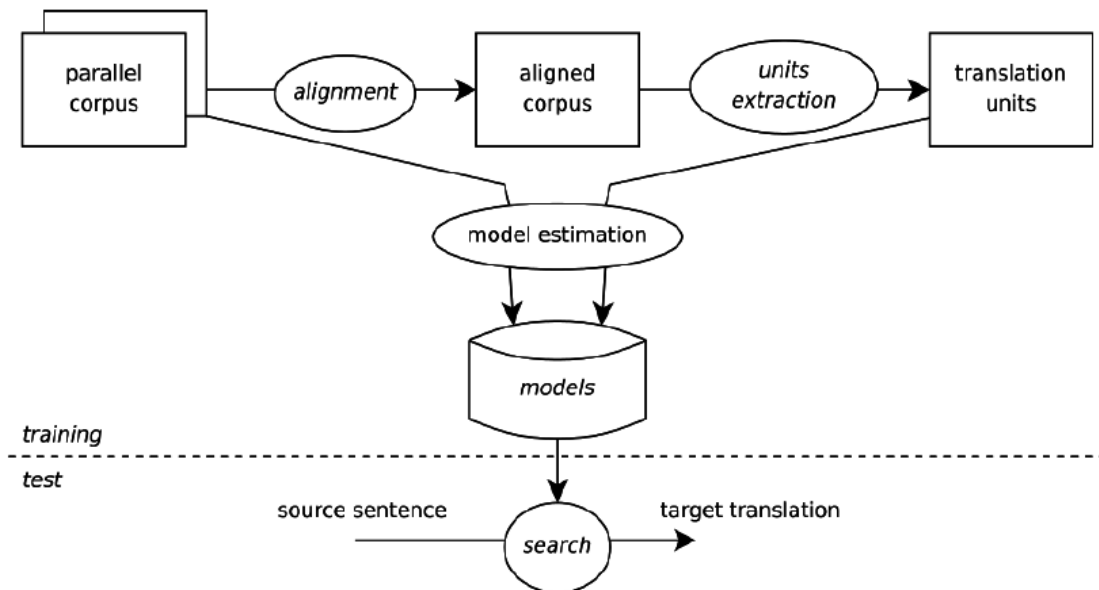 parallel
corpus
alignment
aligned
corpus
units
extraction
translation
units
model estimation
models
training
test
source sentence
target translation
search